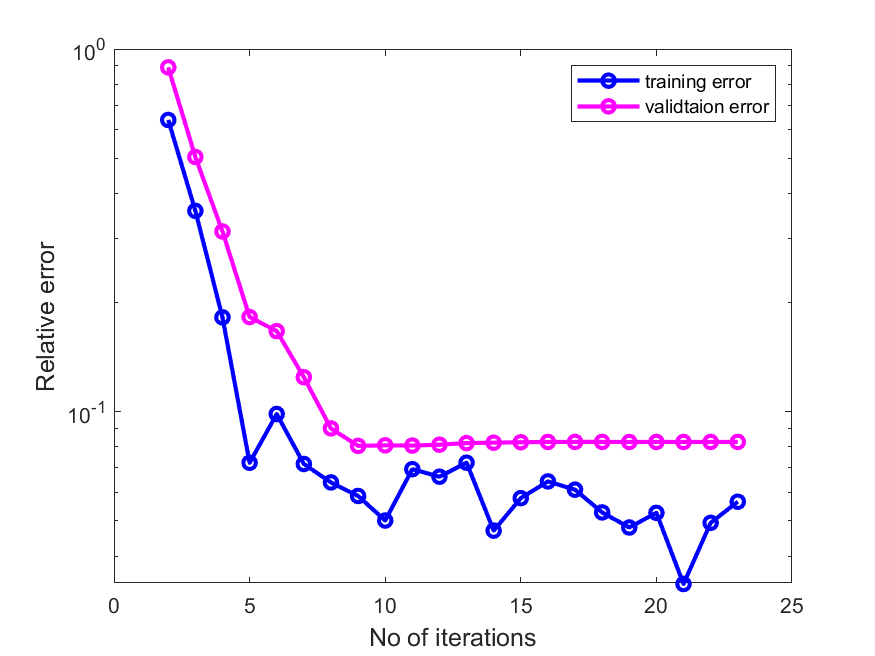 10^0
training error
validtaion error
Relative error
10^-1
0 5 10 15 20 25
No of iterations